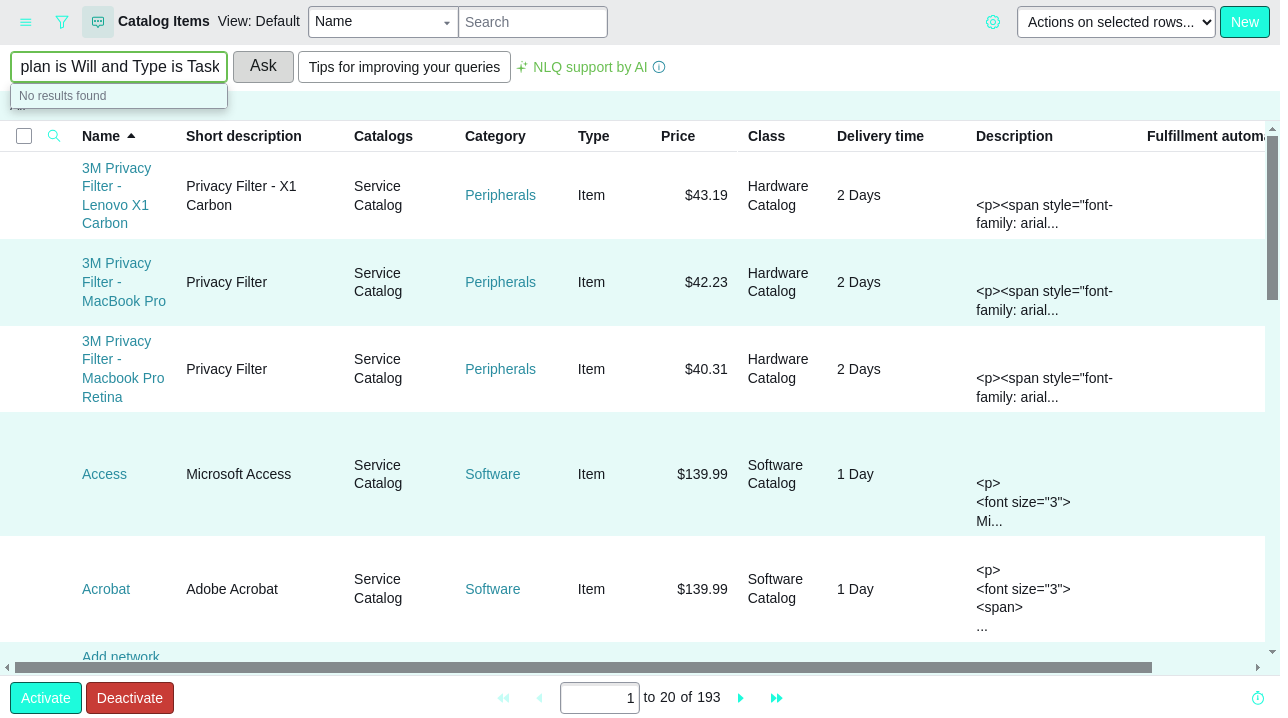 Catalog Items View: Default Name Search Actions on selected rows... New
plan is Will and Type is Task Ask Tips for improving your queries NLQ support by AI
No results found
Name Short description Catalogs Category Type Price Class Delivery time Description Fulfillment automa
3M Privacy
Filter -
Lenovo X1
Carbon
Privacy Filter - X1
Carbon
Service
Catalog
Peripherals
Item
$43.19
Hardware
Catalog
2 Days
<p><span style="font-
family: arial...
3M Privacy
Filter -
MacBook Pro
Privacy Filter
Service
Catalog
Peripherals
Item
$42.23
Hardware
Catalog
2 Days
<p><span style="font-
family: arial...
3M Privacy
Filter -
Macbook Pro
Retina
Privacy Filter
Service
Catalog
Peripherals
Item
$40.31
Hardware
Catalog
2 Days
<p><span style="font-
family: arial...
Access
Microsoft Access
Service
Catalog
Software
Item
$139.99
Software
Catalog
1 Day
<p>
<font size="3">
Mi...
Acrobat
Adobe Acrobat
Service
Catalog
Software
Item
$139.99
Software
Catalog
1 Day
<p>
<font size="3">
<span>
...
Add network
Activate Deactivate 1 to 20 of 193